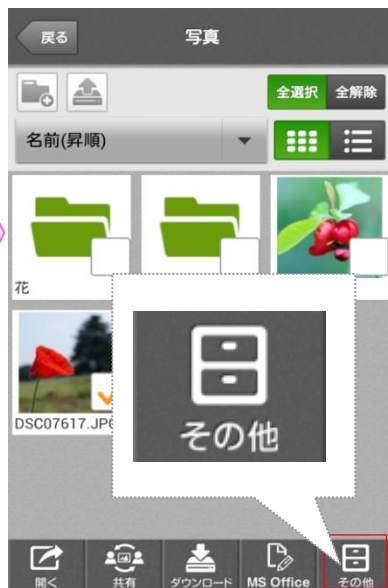 戻る
写真
全選択
全解除
名前(昇順)
花
DSC07617.JPG
その他
開く
共有
ダウンロード
MS Office
その他